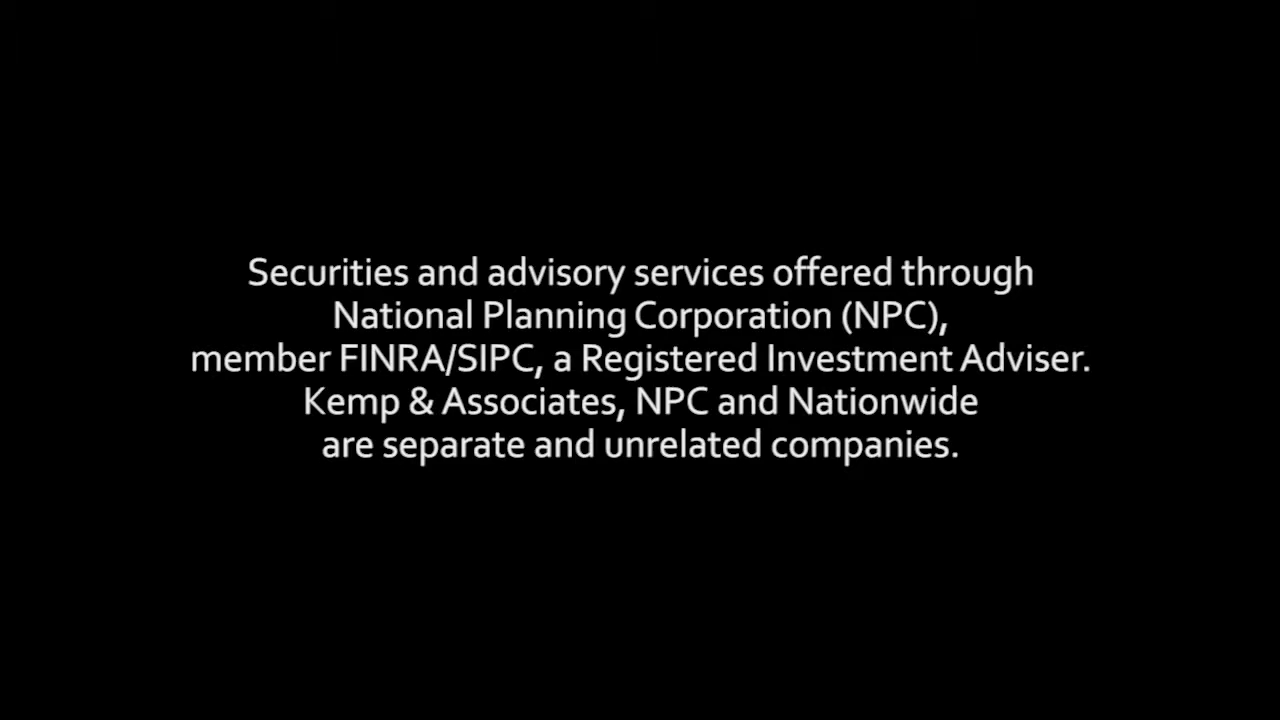 Securities and advisory services offered through
National Planning Corporation (NPC),
member FINRA/SIPC, a Registered Investment Adviser.
Kemp & Associates, NPC and Nationwide
are separate and unrelated companies.